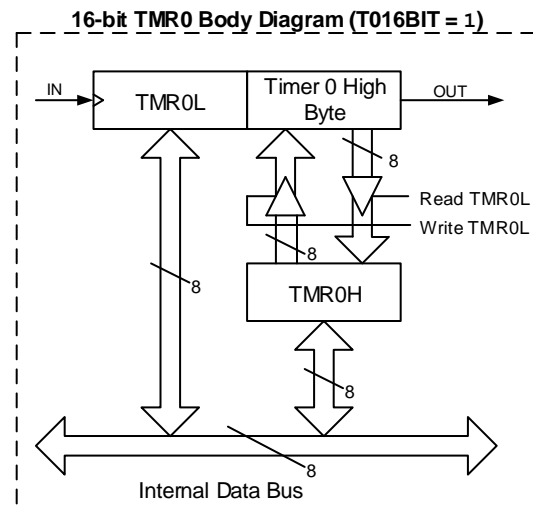 16-bit TMR0 Body Diagram (T016BIT = 1)
IN
TMR0L
Timer 0 High
Byte
OUT
8
Read TMR0L
Write TMR0L
8
TMR0H
8
8
8
Internal Data Bus